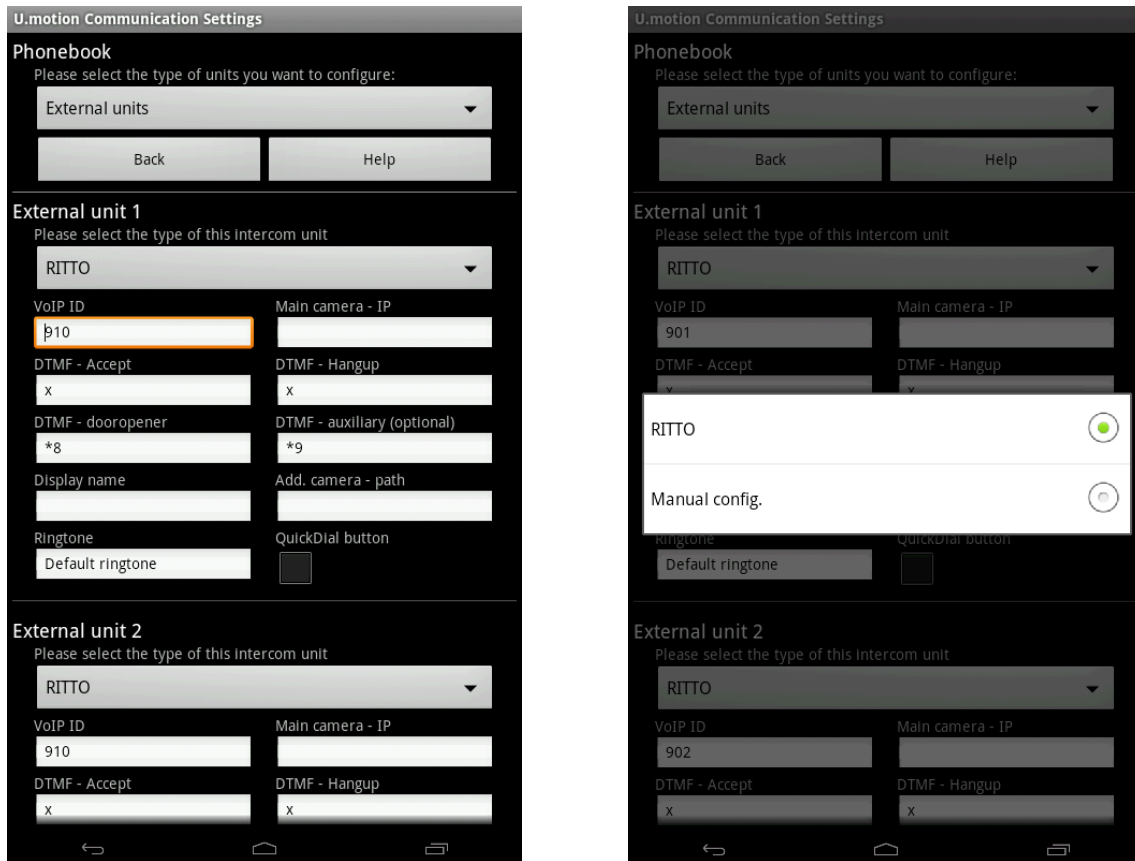 U.motion Communication Settings
Phonebook
Please select the type of units you want to configure:
External units
Back Help
External unit 1
Please select the type of this intercom unit
RITTO
VoIP ID Main camera - IP
910
DTMF - Accept DTMF - Hangup
x x
DTMF - dooropener DTMF - auxiliary (optional)
*8 *9
Display name Add. camera - path
Ringtone QuickDial button
Default ringtone
External unit 2
Please select the type of this intercom unit
RITTO
VoIP ID Main camera - IP
910
DTMF - Accept DTMF - Hangup
x x
U.motion Communication Settings
Phonebook
Please select the type of units you want to configure:
External units
Back Help
External unit 1
Please select the type of this intercom unit
RITTO
VoIP ID Main camera - IP
901
DTMF - Accept DTMF - Hangup
x x
RITTO
Manual config.
Ringtone QuickDial button
Default ringtone
External unit 2
Please select the type of this intercom unit
RITTO
VoIP ID Main camera - IP
902
DTMF - Accept DTMF - Hangup
x x